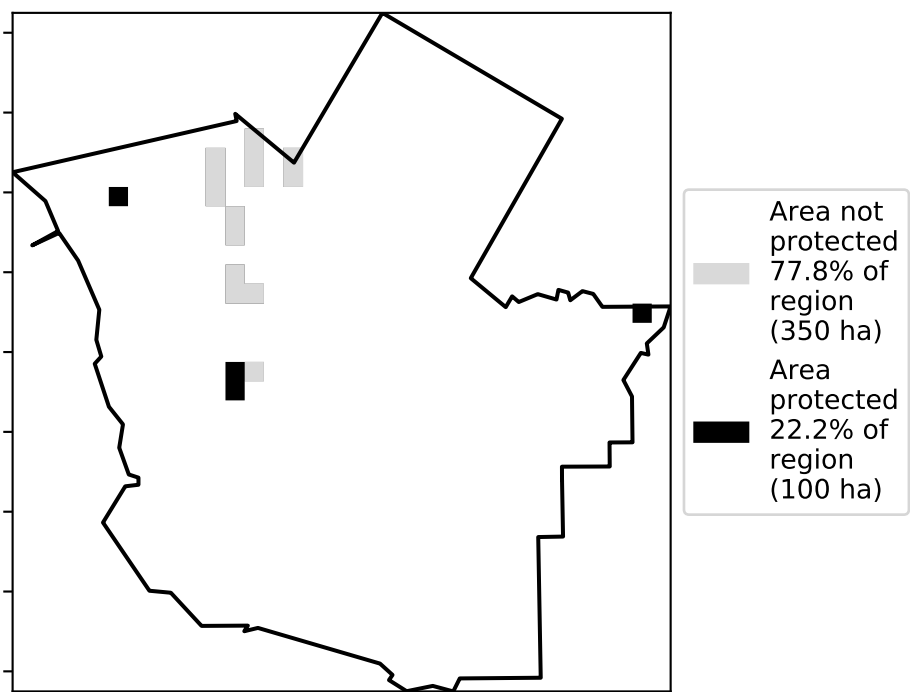 Area not
protected
77.8% of
region
(350 ha)
Area
protected
22.2% of
region
(100 ha)